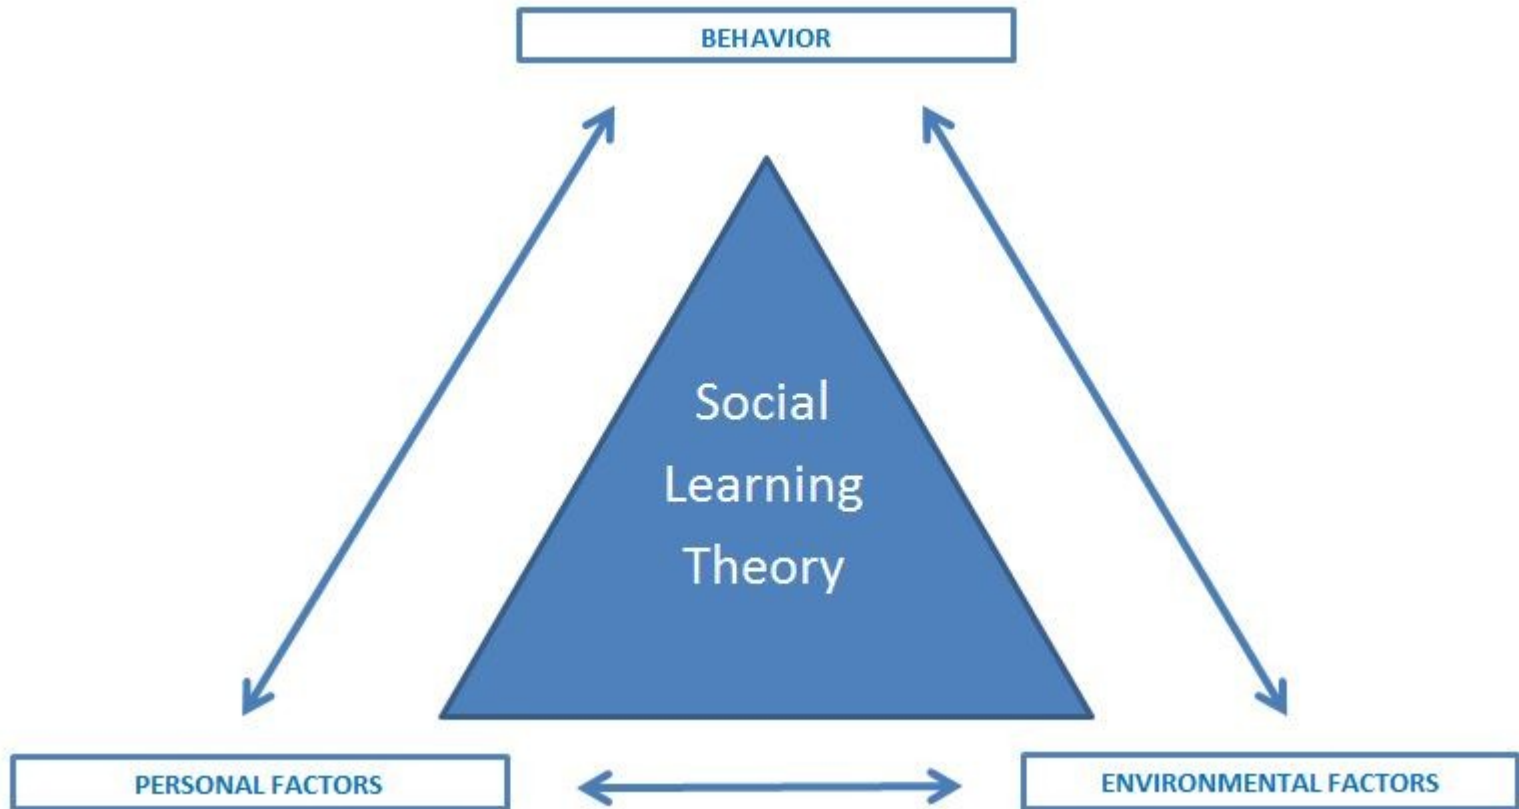 BEHAVIOR
Social
Learning
Theory
PERSONAL FACTORS
ENVIRONMENTAL FACTORS